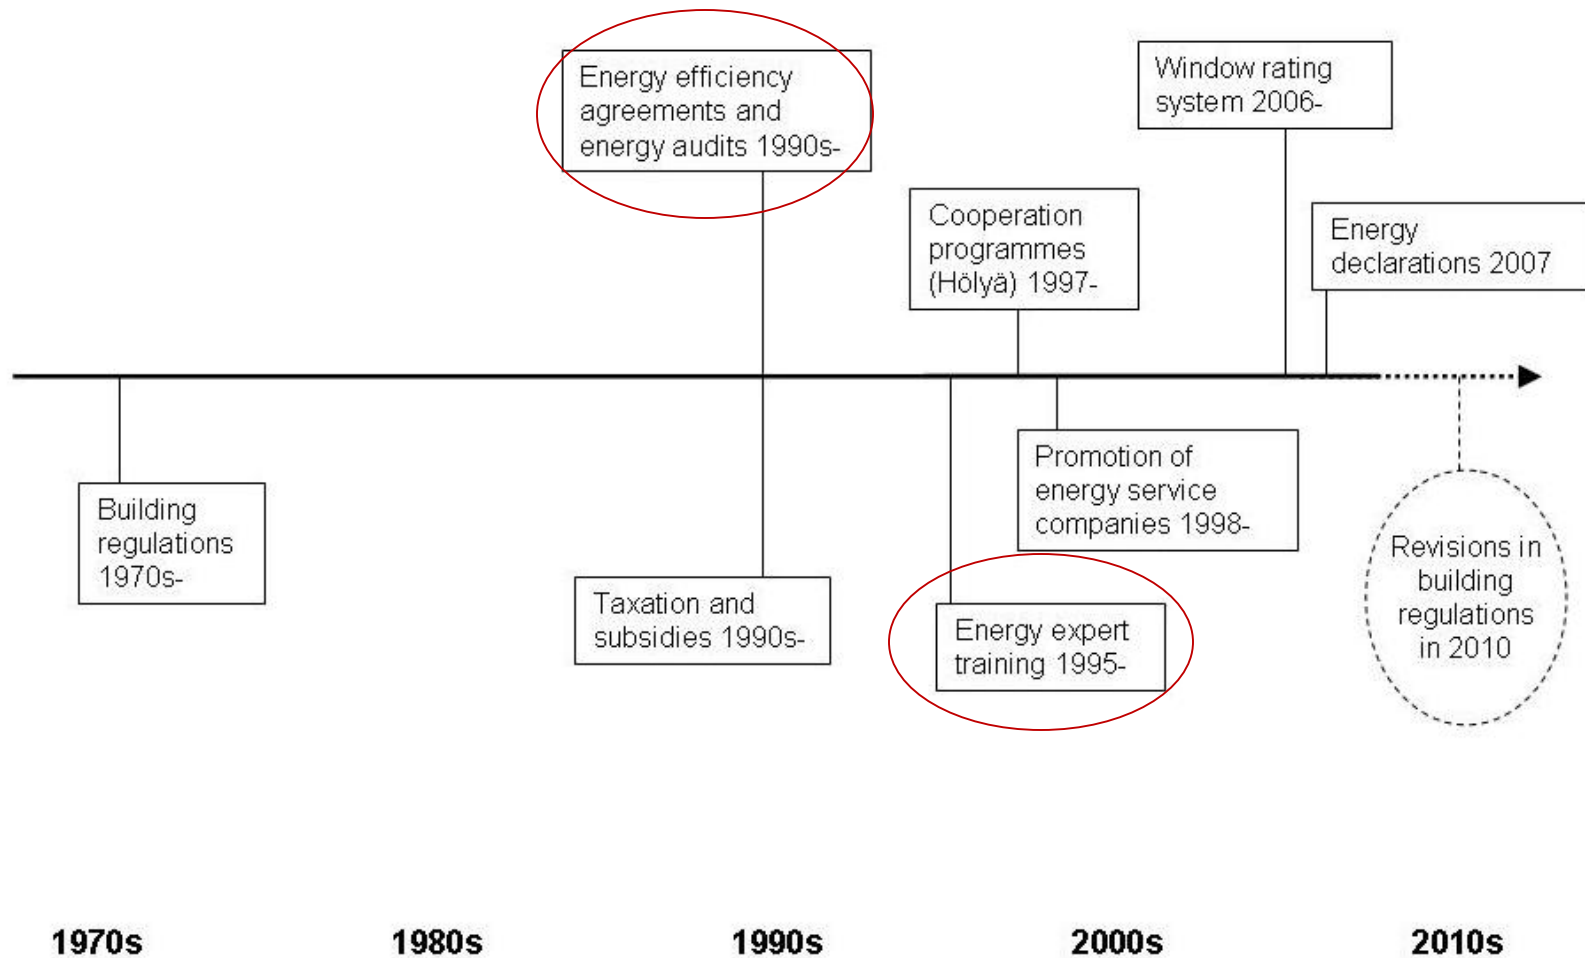 Energy efficiency
agreements and
energy audits 1990s-
Window rating
system 2006-
Cooperation
programmes
(Hölyä) 1997-
Energy
declarations 2007
Building
regulations
1970s-
Taxation and
subsidies 1990s-
Promotion of
energy service
companies 1998-
Energy expert
training 1995-
Revisions in
building
regulations
in 2010
1970s
1980s
1990s
2000s
2010s